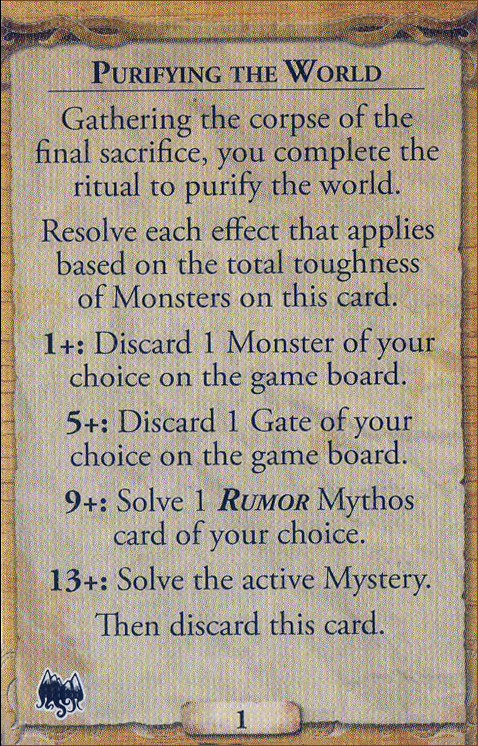 PURIFYING THE WORLD
Gathering the corpse of the
final sacrifice, you complete the
ritual to purify the world.
Resolve each effect that applies
based on the total toughness
of Monsters on this card.
1+: Discard 1 Monster of your
choice on the game board.
5+: Discard 1 Gate of your
choice on the game board.
9+: Solve 1 RUMOR Mythos
card of your choice.
13+: Solve the active Mystery.
Then discard this card.
1